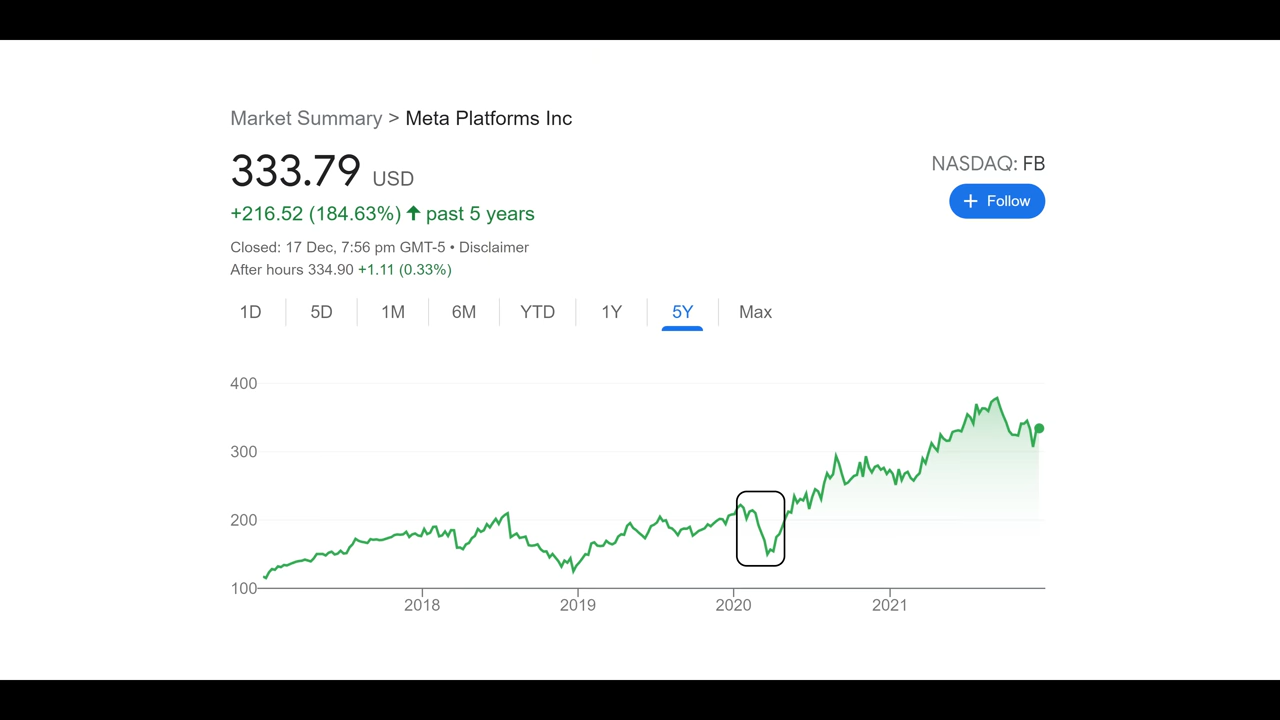 Market Summary > Meta Platforms Inc
333.79 USD
NASDAQ: FB
+ Follow
+216.52 (184.63%) ↑ past 5 years
Closed: 17 Dec, 7:56 pm GMT-5 • Disclaimer
After hours 334.90 +1.11 (0.33%)
1D 5D 1M 6M YTD 1Y 5Y Max
400
300
200
100
2018 2019 2020 2021